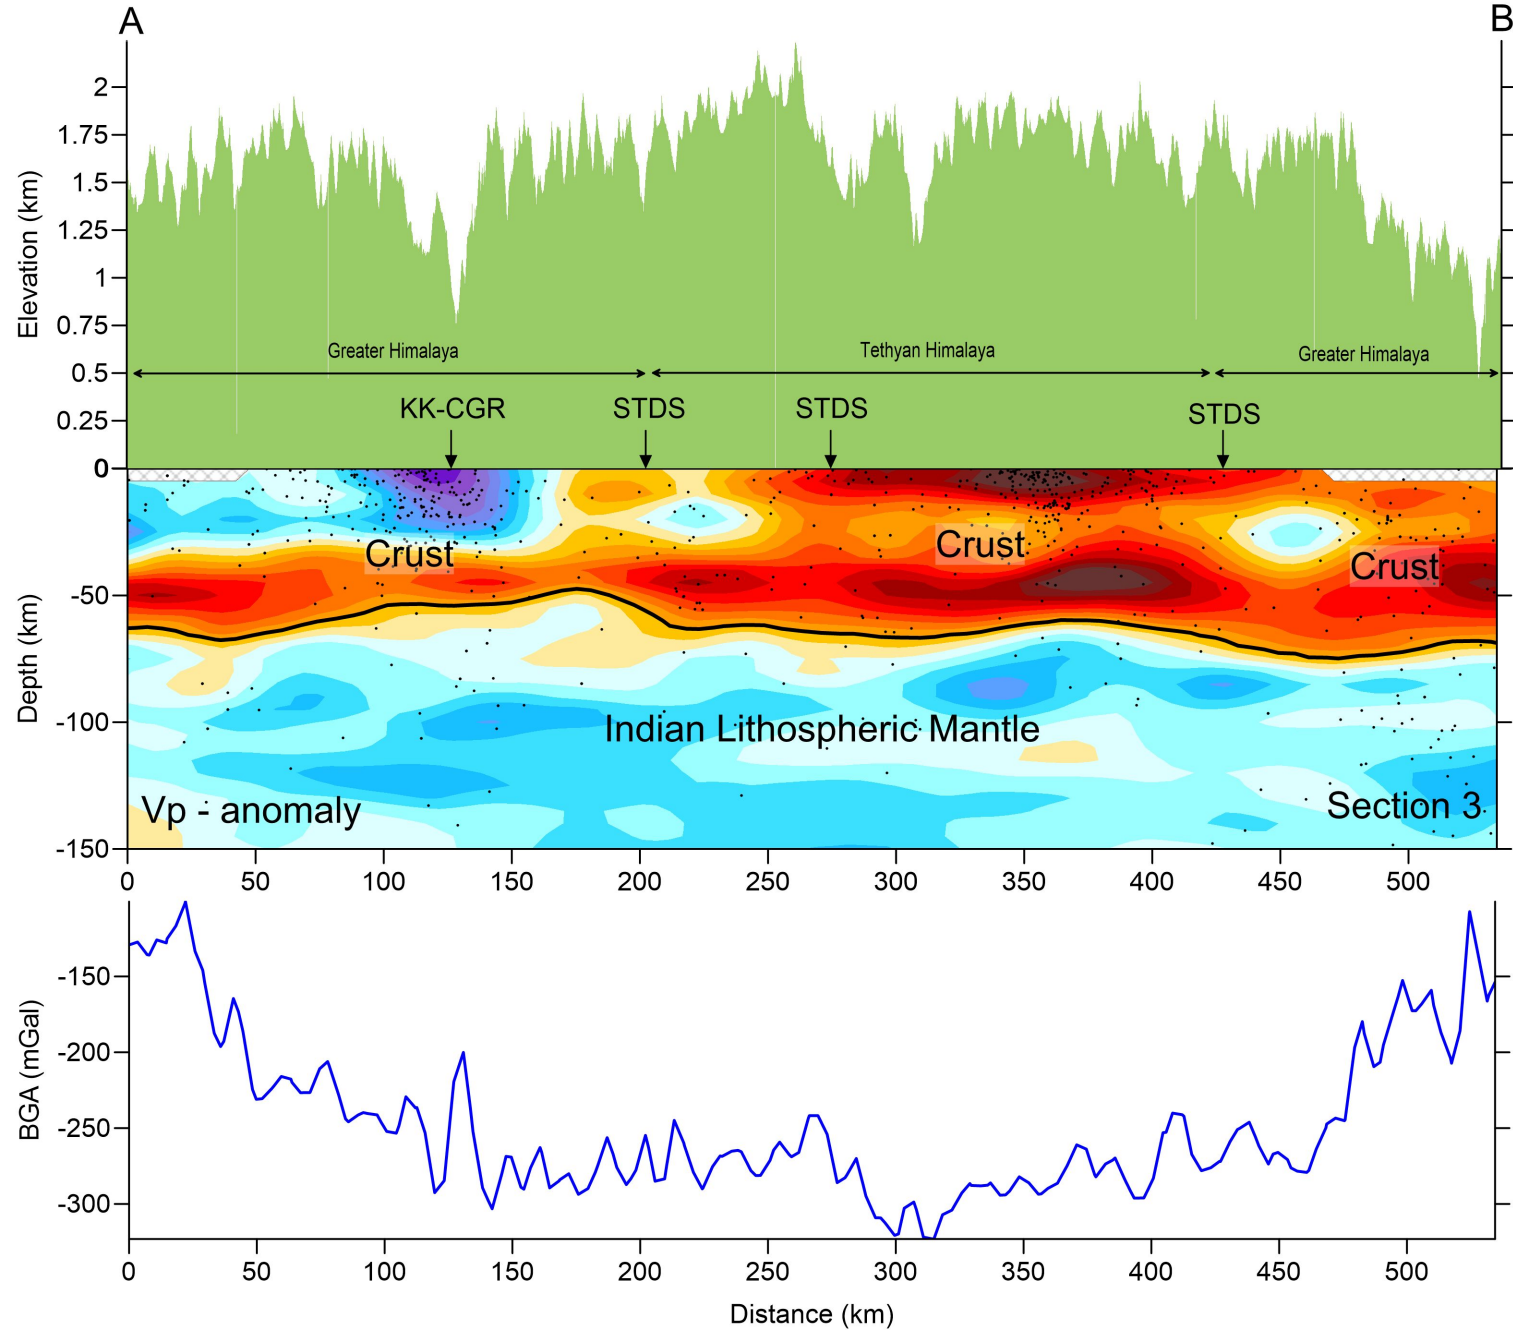 A B
Elevation (km)
2
1.75
1.5
1.25
1
0.75
0.5
0.25
0
Greater Himalaya Tethyan Himalaya Greater Himalaya
KK-CGR STDS STDS STDS
Depth (km)
-50
-100
-150
Crust Crust Crust
Indian Lithospheric Mantle
Vp - anomaly Section 3
0 50 100 150 200 250 300 350 400 450 500
BGA (mGal)
-150
-200
-250
-300
0 50 100 150 200 250 300 350 400 450 500
Distance (km)